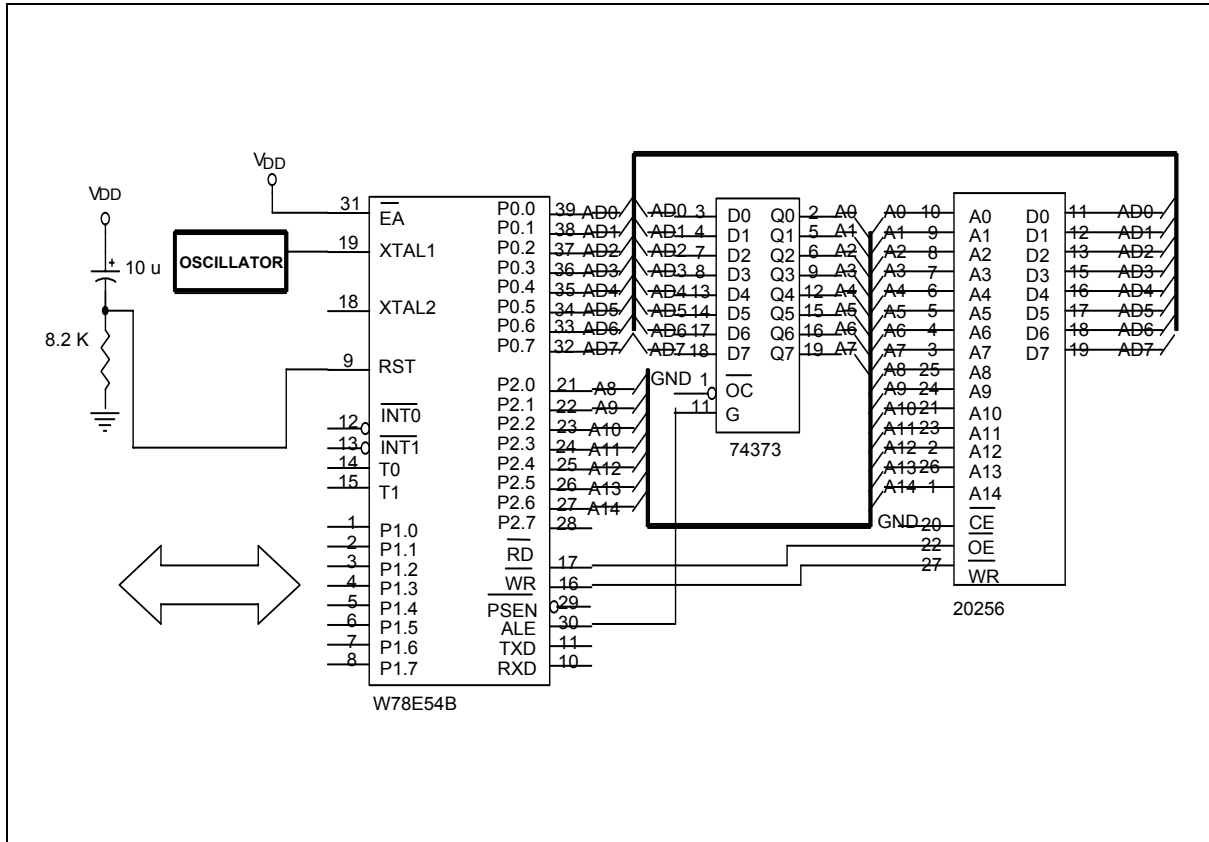 VDD
VDD
10 u
8.2 K
OSCILLATOR
31 EA
19 XTAL1
18 XTAL2
9 RST
12 INT0
13 INT1
14 T0
15 T1
1 P1.0
2 P1.1
3 P1.2
4 P1.3
5 P1.4
6 P1.5
7 P1.6
8 P1.7
P0.0 39 AD0
P0.1 38 AD1
P0.2 37 AD2
P0.3 36 AD3
P0.4 35 AD4
P0.5 34 AD5
P0.6 33 AD6
P0.7 32 AD7
P2.0 21 A8
P2.1 22 A9
P2.2 23 A10
P2.3 24 A11
P2.4 25 A12
P2.5 26 A13
P2.6 27 A14
P2.7 28
RD 17
WR 16
PSEN 29
ALE 30
TXD 11
RXD 10
W78E54B
AD0 3 D0 Q0 2 A0
AD1 4 D1 Q1 5 A1
AD2 7 D2 Q2 6 A2
AD3 8 D3 Q3 9 A3
AD4 13 D4 Q4 12 A4
AD5 14 D5 Q5 15 A5
AD6 17 D6 Q6 16 A6
AD7 18 D7 Q7 19 A7
GND 1 OC
11 G
74373
A0 10 A0 D0 11 AD0
A1 9 A1 D1 12 AD1
A2 8 A2 D2 13 AD2
A3 7 A3 D3 15 AD3
A4 6 A4 D4 16 AD4
A5 5 A5 D5 17 AD5
A6 4 A6 D6 18 AD6
A7 3 A7 D7 19 AD7
A8 25 A8
A9 24 A9
A10 21 A10
A11 23 A11
A12 2 A12
A13 26 A13
A14 1 A14
GND 20 CE
22 OE
27 WR
20256